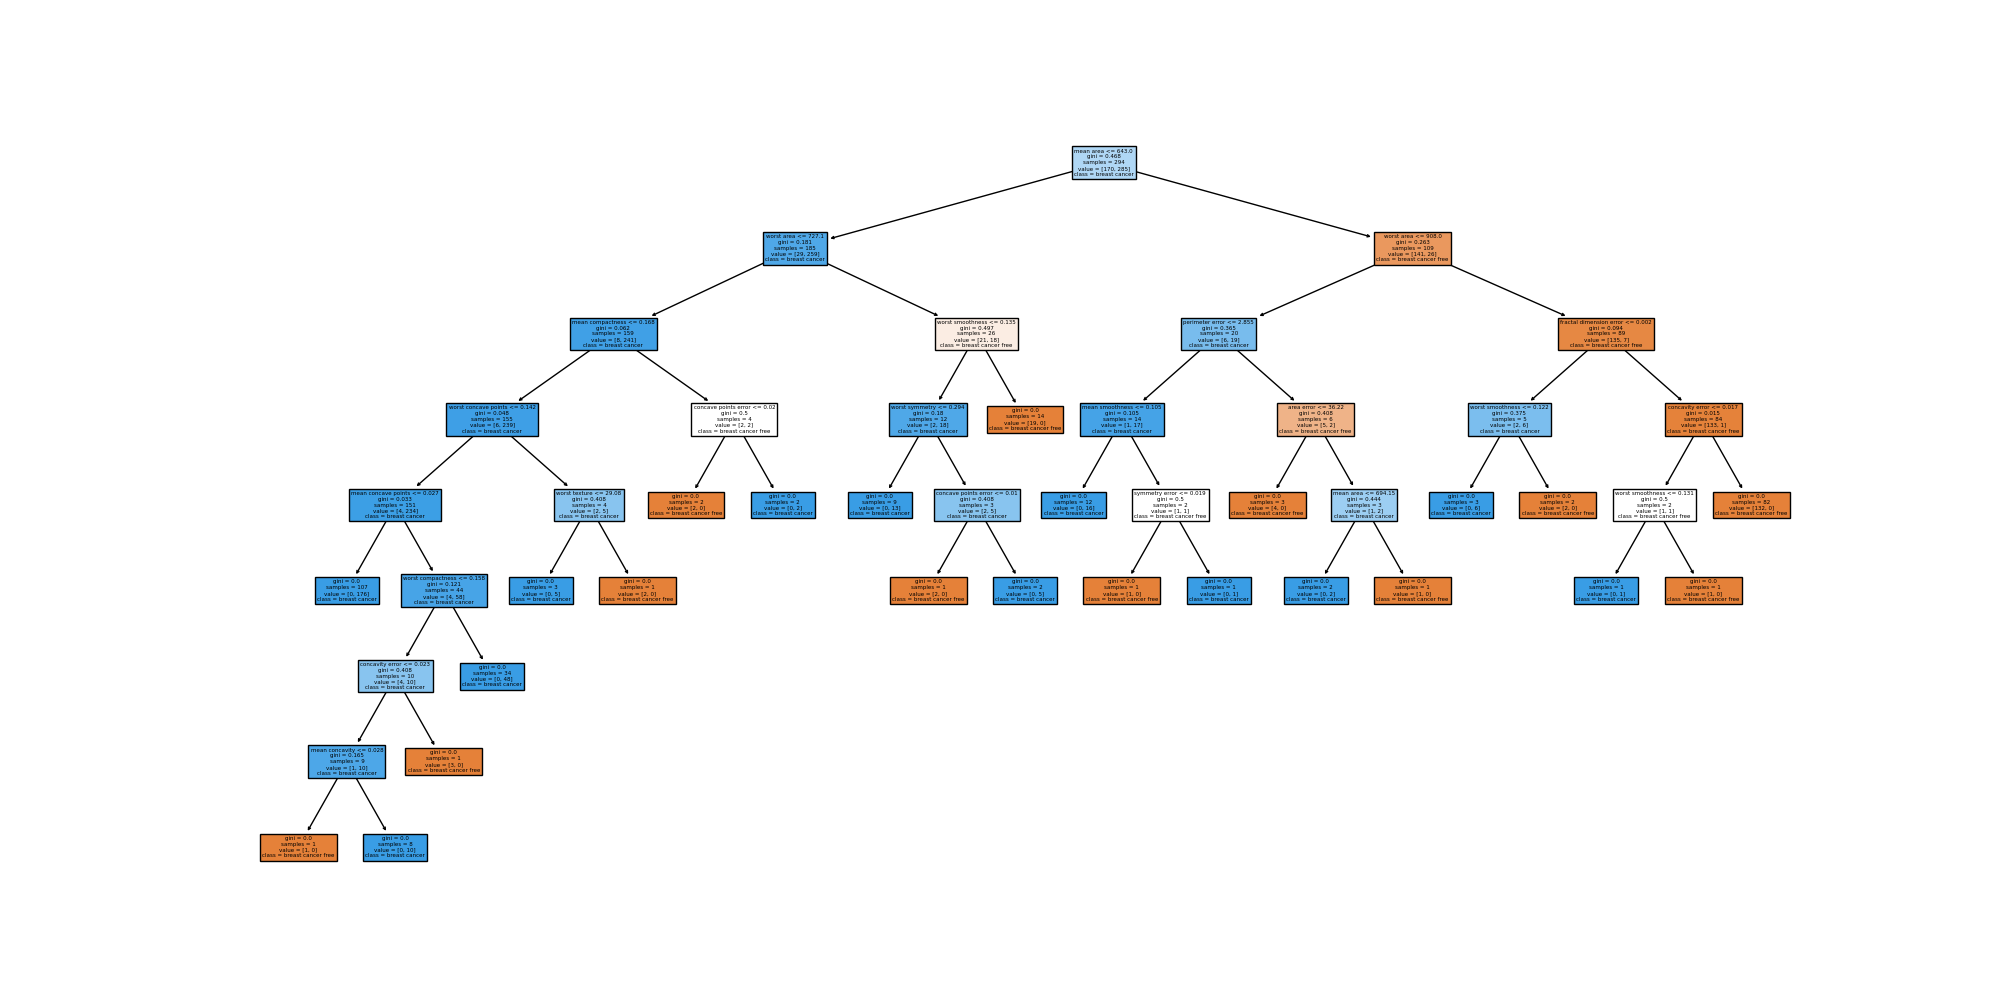 mean area <= 643.0
gini = 0.468
samples = 294
value = [170, 285]
class = breast cancer
worst area <= 727.1
gini = 0.181
samples = 185
value = [29, 259]
class = breast cancer
worst area <= 908.0
gini = 0.263
samples = 109
value = [141, 26]
class = breast cancer free
mean compactness <= 0.168
gini = 0.062
samples = 159
value = [8, 241]
class = breast cancer
worst smoothness <= 0.135
gini = 0.497
samples = 26
value = [21, 18]
class = breast cancer free
perimeter error <= 2.855
gini = 0.365
samples = 20
value = [6, 19]
class = breast cancer
fractal dimension error <= 0.002
gini = 0.094
samples = 89
value = [135, 7]
class = breast cancer free
worst concave points <= 0.142
gini = 0.048
samples = 155
value = [6, 239]
class = breast cancer
concave points error <= 0.02
gini = 0.5
samples = 4
value = [2, 2]
class = breast cancer free
worst symmetry <= 0.294
gini = 0.18
samples = 12
value = [2, 18]
class = breast cancer
gini = 0.0
samples = 14
value = [19, 0]
class = breast cancer free
mean smoothness <= 0.105
gini = 0.105
samples = 14
value = [1, 17]
class = breast cancer
area error <= 36.22
gini = 0.408
samples = 6
value = [5, 2]
class = breast cancer free
worst smoothness <= 0.122
gini = 0.375
samples = 5
value = [2, 6]
class = breast cancer
concavity error <= 0.017
gini = 0.015
samples = 84
value = [133, 1]
class = breast cancer free
mean concave points <= 0.027
gini = 0.033
samples = 151
value = [4, 234]
class = breast cancer
worst texture <= 29.08
gini = 0.408
samples = 4
value = [2, 5]
class = breast cancer
gini = 0.0
samples = 2
value = [2, 0]
class = breast cancer free
gini = 0.0
samples = 2
value = [0, 2]
class = breast cancer
gini = 0.0
samples = 9
value = [0, 13]
class = breast cancer
concave points error <= 0.01
gini = 0.408
samples = 3
value = [2, 5]
class = breast cancer
gini = 0.0
samples = 12
value = [0, 16]
class = breast cancer
symmetry error <= 0.019
gini = 0.5
samples = 2
value = [1, 1]
class = breast cancer free
gini = 0.0
samples = 3
value = [4, 0]
class = breast cancer free
mean area <= 694.15
gini = 0.444
samples = 3
value = [1, 2]
class = breast cancer
gini = 0.0
samples = 3
value = [0, 6]
class = breast cancer
gini = 0.0
samples = 2
value = [2, 0]
class = breast cancer free
worst smoothness <= 0.131
gini = 0.5
samples = 2
value = [1, 1]
class = breast cancer free
gini = 0.0
samples = 82
value = [132, 0]
class = breast cancer free
gini = 0.0
samples = 107
value = [0, 176]
class = breast cancer
worst compactness <= 0.158
gini = 0.121
samples = 44
value = [4, 58]
class = breast cancer
gini = 0.0
samples = 3
value = [0, 5]
class = breast cancer
gini = 0.0
samples = 1
value = [2, 0]
class = breast cancer free
gini = 0.0
samples = 1
value = [2, 0]
class = breast cancer free
gini = 0.0
samples = 2
value = [0, 5]
class = breast cancer
gini = 0.0
samples = 1
value = [1, 0]
class = breast cancer free
gini = 0.0
samples = 1
value = [0, 1]
class = breast cancer
gini = 0.0
samples = 2
value = [0, 2]
class = breast cancer
gini = 0.0
samples = 1
value = [1, 0]
class = breast cancer free
gini = 0.0
samples = 1
value = [0, 1]
class = breast cancer
gini = 0.0
samples = 1
value = [1, 0]
class = breast cancer free
concavity error <= 0.023
gini = 0.408
samples = 10
value = [4, 10]
class = breast cancer
gini = 0.0
samples = 34
value = [0, 48]
class = breast cancer
mean concavity <= 0.028
gini = 0.165
samples = 9
value = [1, 10]
class = breast cancer
gini = 0.0
samples = 1
value = [3, 0]
class = breast cancer free
gini = 0.0
samples = 1
value = [1, 0]
class = breast cancer free
gini = 0.0
samples = 8
value = [0, 10]
class = breast cancer